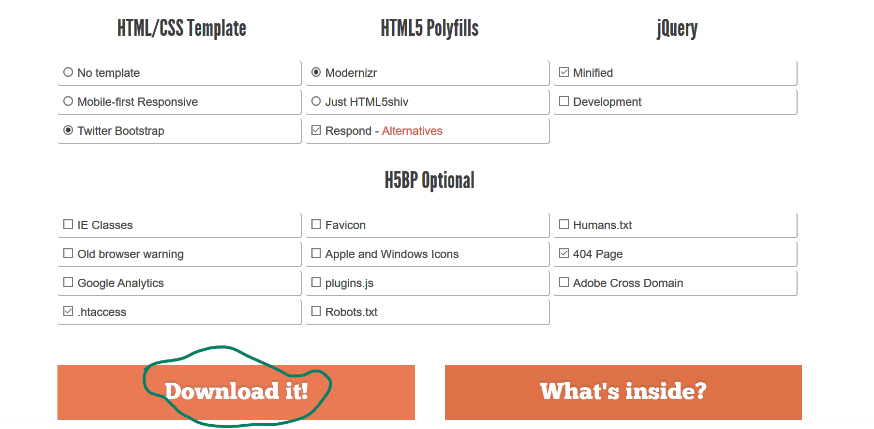 HTML/CSS Template HTML5 Polyfills jQuery
No template Modernizr Minified
Mobile-first Responsive Just HTML5shiv Development
Twitter Bootstrap Respond - Alternatives
H5BP Optional
IE Classes Favicon Humans.txt
Old browser warning Apple and Windows Icons 404 Page
Google Analytics plugins.js Adobe Cross Domain
.htaccess Robots.txt
Download it! What's inside?